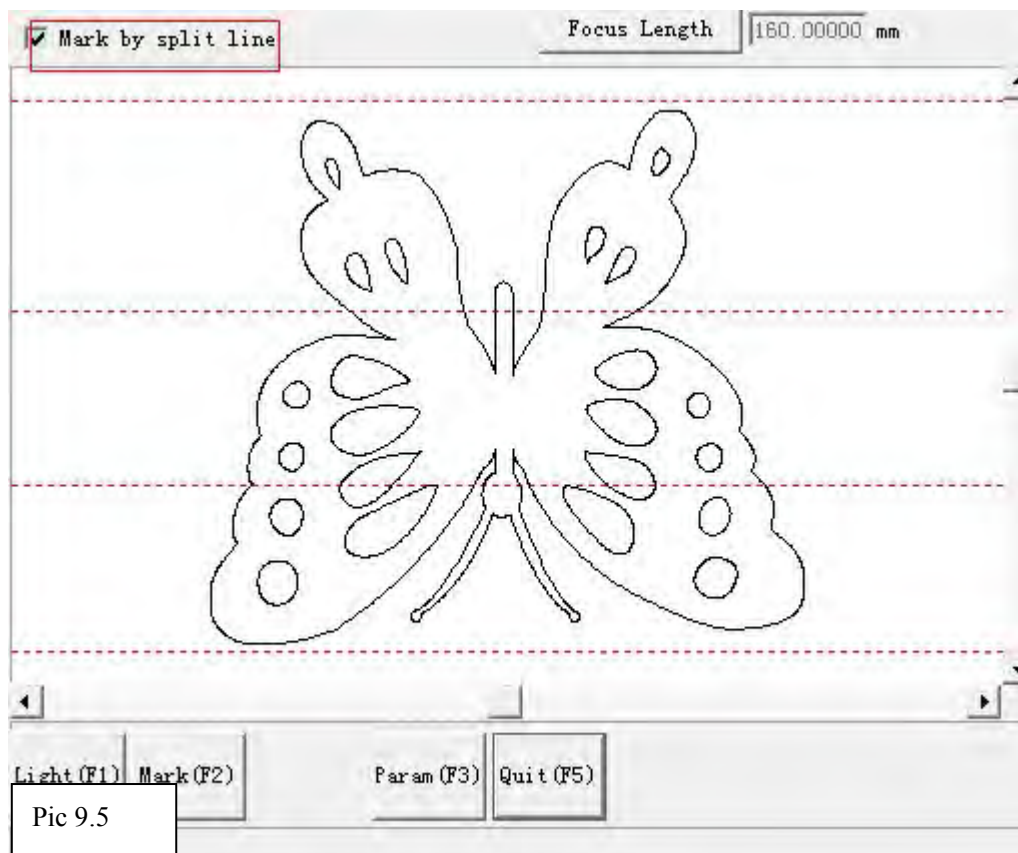 Mark by split line
Focus Length 160.00000 mm
Light(F1) Mark(F2) Param(F3) Quit(F5)
Pic 9.5